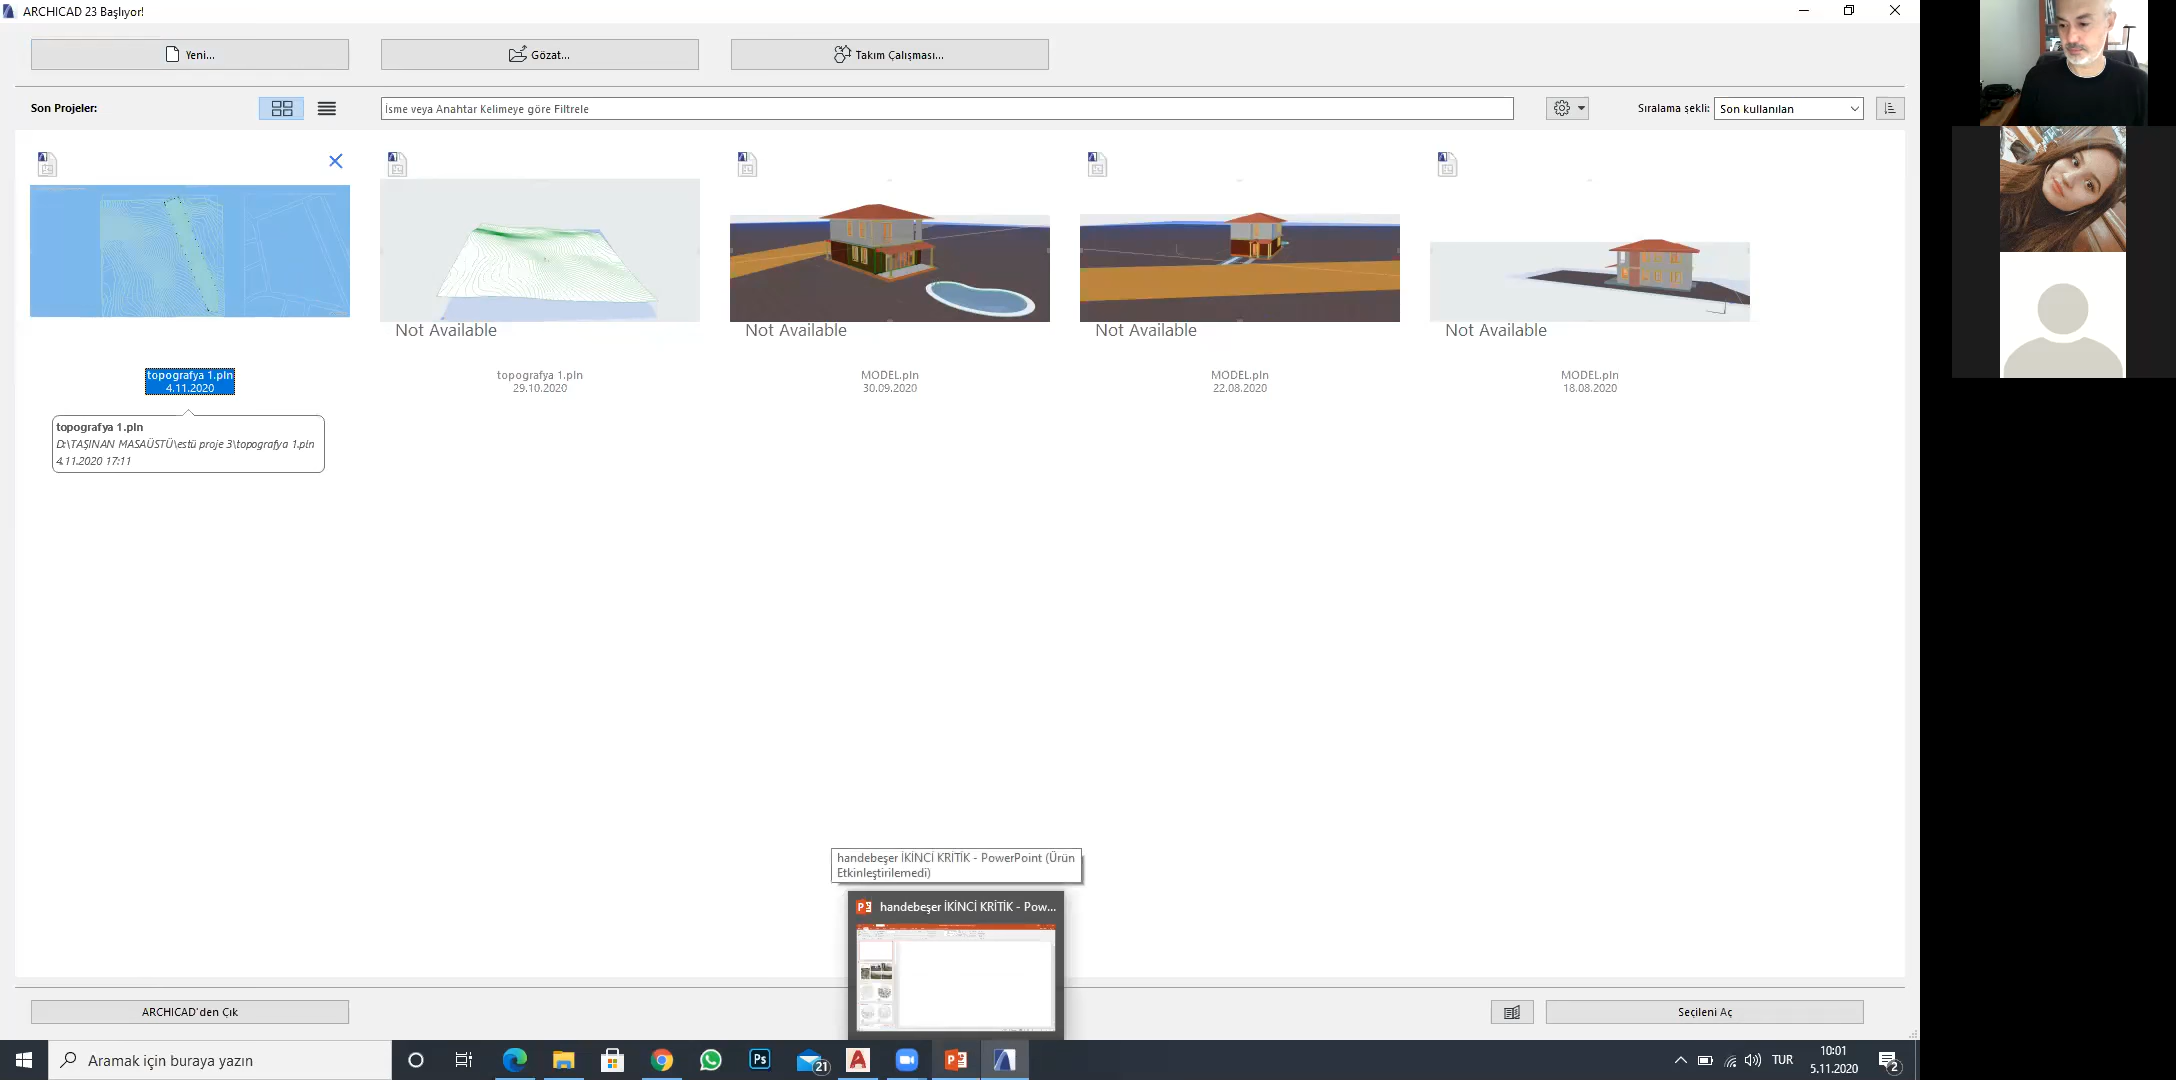 ARCHICAD 23 Başlıyor!
Yeni...
Gözat...
Takım Çalışması...
Son Projeler:
İsme veya Anahtar Kelimeye göre Filtrele
Sıralama şekli:
Son kullanılan
Not Available
Not Available
Not Available
Not Available
topografya 1.pln
4.11.2020
topografya 1.pln
29.10.2020
MODEL.pln
30.09.2020
MODEL.pln
22.08.2020
MODEL.pln
18.08.2020
topografya 1.pln
D:\TAŞINAN MASAÜSTÜ\estü proje 3\topografya 1.pln
4.11.2020 17:11
handebeşer İKİNCİ KRİTİK - PowerPoint (Ürün
Etkinleştirilemedi)
handebeşer İKİNCİ KRİTİK - Pow...
ARCHICAD'den Çık
Seçileni Aç
Aramak için buraya yazın
Ps
21
TUR
10:01
5.11.2020
2